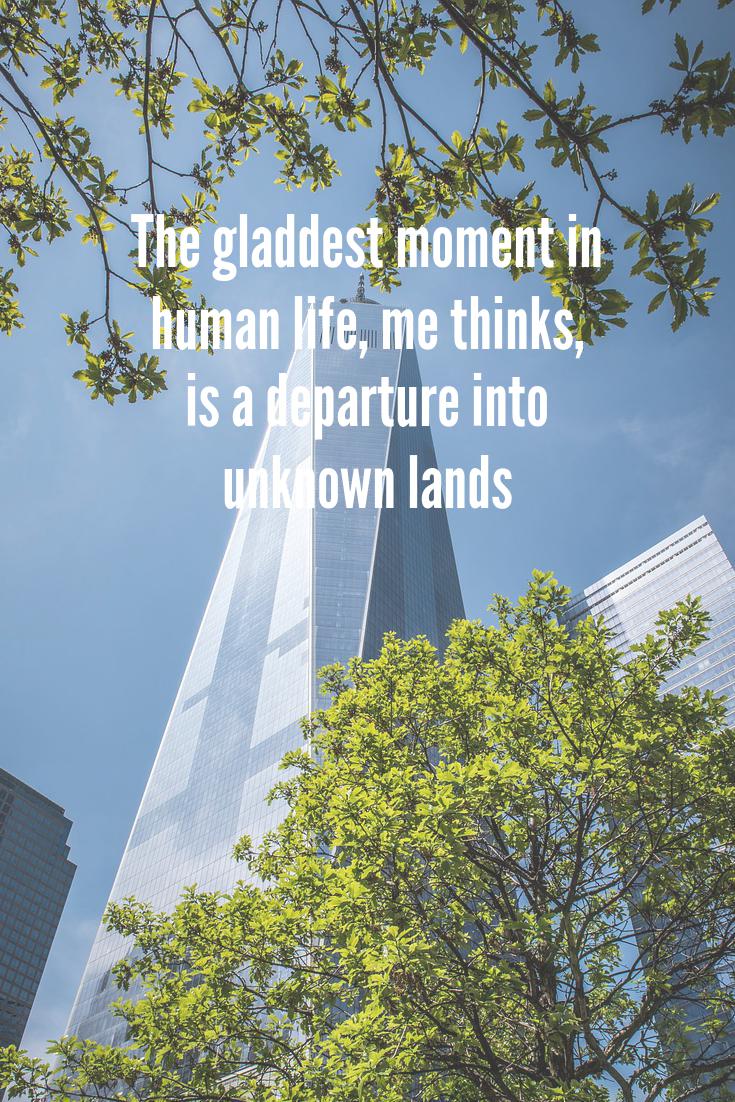 The gladdest moment in
human life, me thinks,
is a departure into
unknown lands